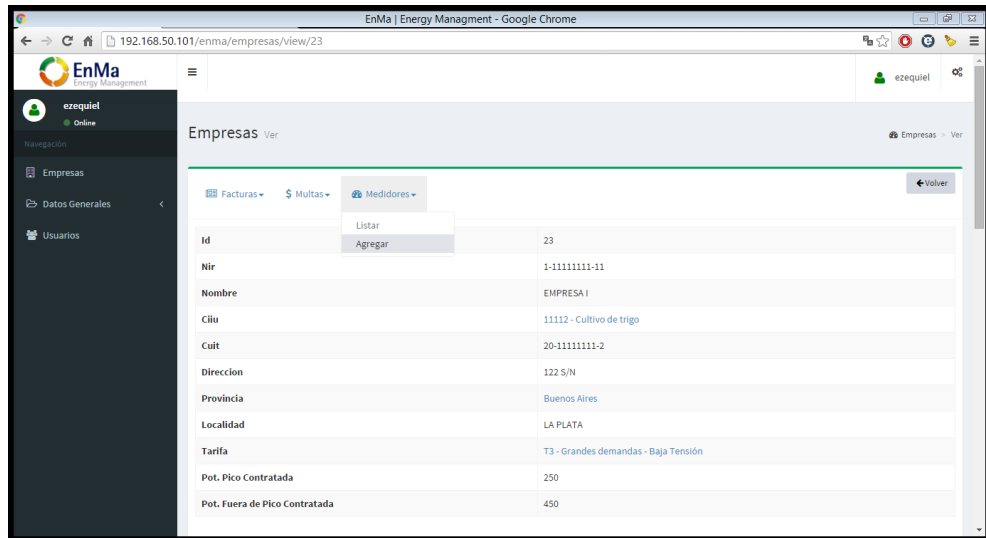 EnMa | Energy Managment - Google Chrome
192.168.50.101/enma/empresas/view/23
EnMa
Energy Management
ezequiel
ezequiel
Online
Navegación
Empresas
Datos Generales
Usuarios
Empresas Ver
Empresas > Ver
Facturas
$ Multas
Medidores
Volver
Listar
Agregar
Id 23
Nir 1-11111111-11
Nombre EMPRESA I
Ciiu 11112 - Cultivo de trigo
Cuit 20-11111111-2
Direccion 122 S/N
Provincia Buenos Aires
Localidad LA PLATA
Tarifa T3 - Grandes demandas - Baja Tensión
Pot. Pico Contratada 250
Pot. Fuera de Pico Contratada 450